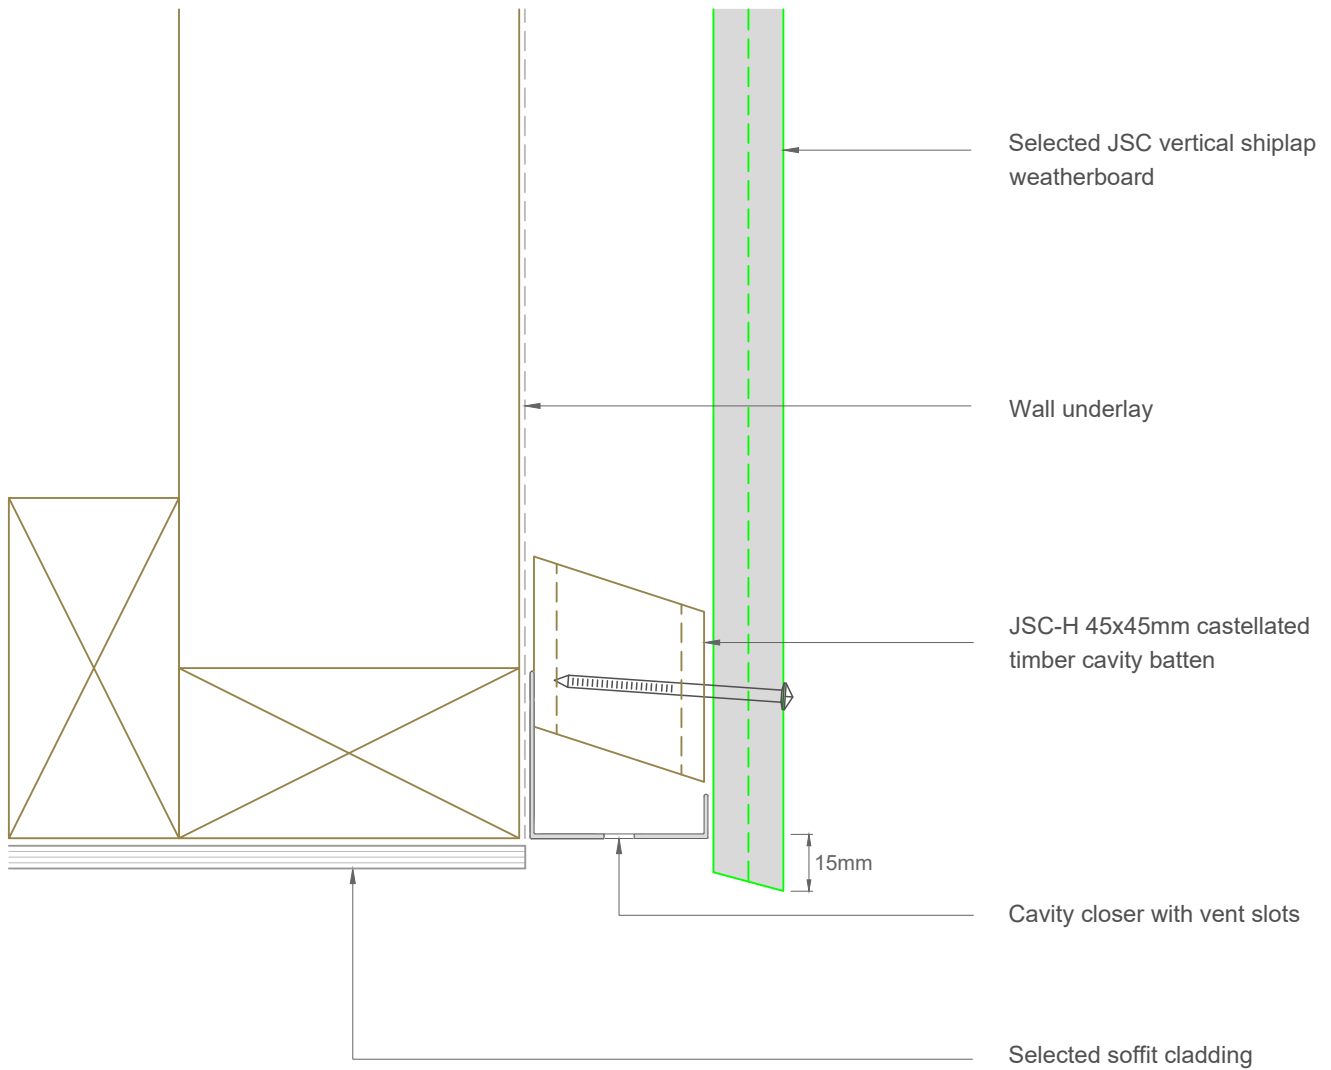 Selected JSC vertical shiplap
weatherboard
Wall underlay
JSC-H 45x45mm castellated
timber cavity batten
15mm
Cavity closer with vent slots
Selected soffit cladding